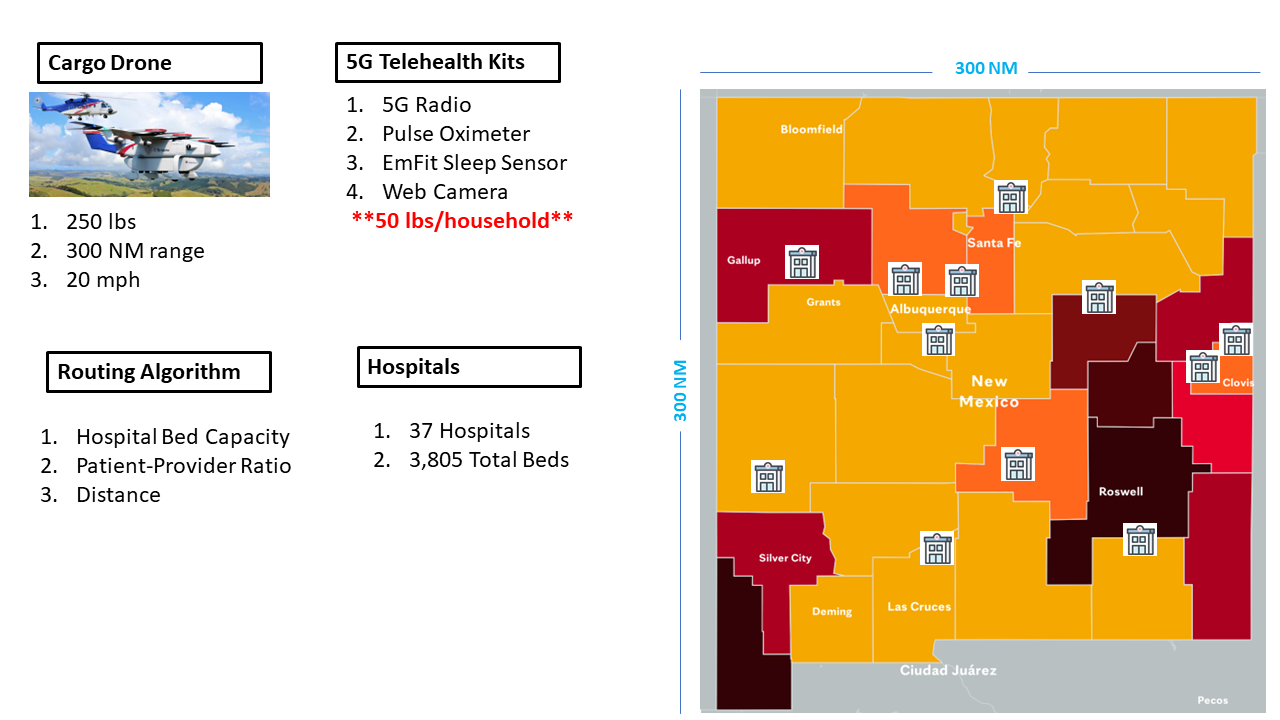 Cargo Drone
1. 250 lbs
2. 300 NM range
3. 20 mph
5G Telehealth Kits
1. 5G Radio
2. Pulse Oximeter
3. EmFit Sleep Sensor
4. Web Camera
**50 lbs/household**
Routing Algorithm
1. Hospital Bed Capacity
2. Patient-Provider Ratio
3. Distance
Hospitals
1. 37 Hospitals
2. 3,805 Total Beds
300 NM
300 NM
Bloomfield
Santa Fe
Gallup
Grants
Albuquerque
New
Mexico
Clovis
Roswell
Silver City
Deming
Las Cruces
Ciudad Juárez
Pecos